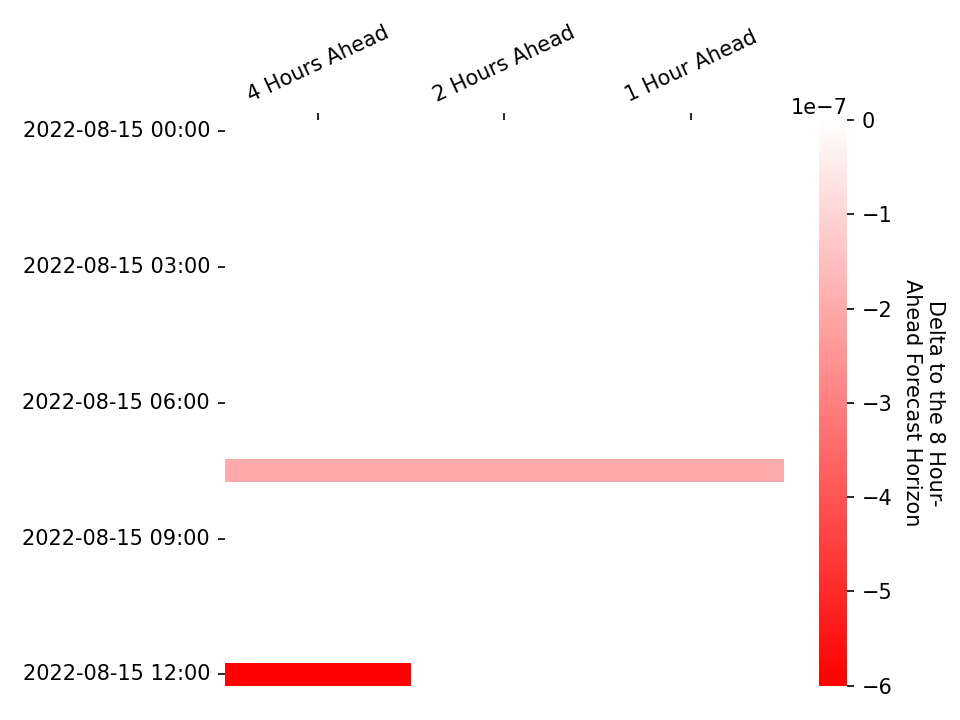 4 Hours Ahead
2 Hours Ahead
1 Hour Ahead
1e−7
2022-08-15 00:00
2022-08-15 03:00
2022-08-15 06:00
2022-08-15 09:00
2022-08-15 12:00
0
−1
−2
−3
−4
−5
−6
Delta to the 8 Hour-
Ahead Forecast Horizon